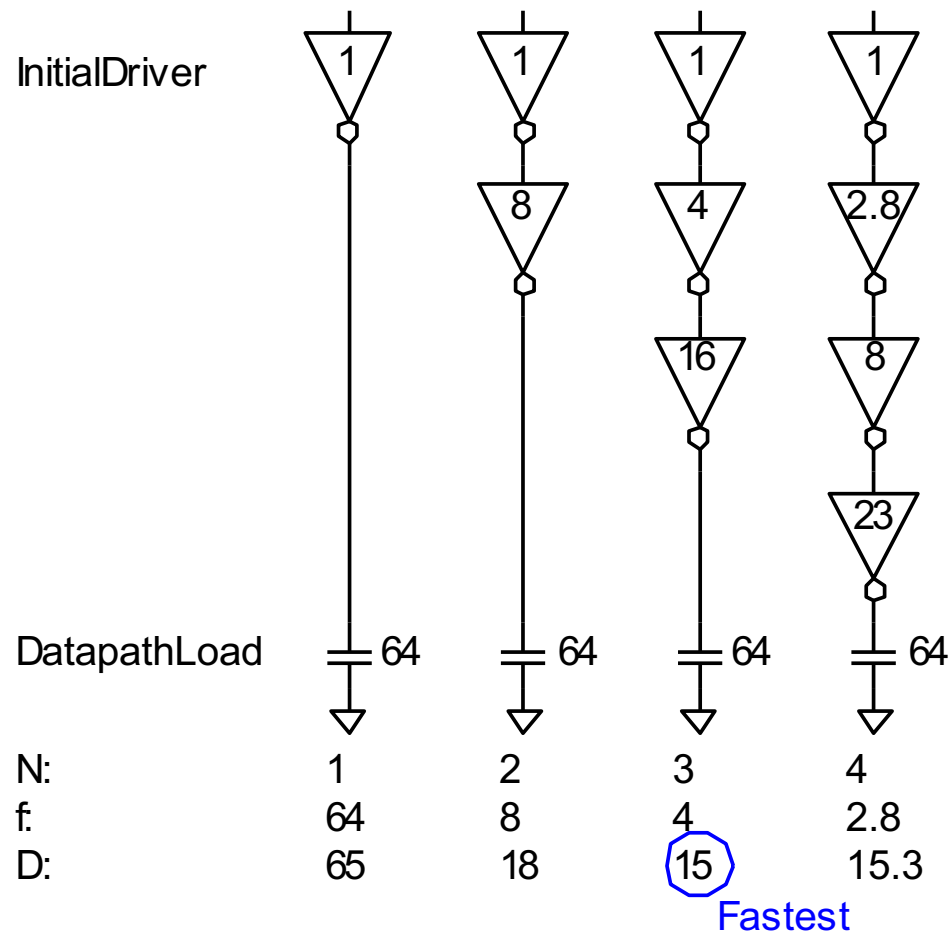 InitialDriver 1 1 1 1
8 4 2.8
16 8
23
DatapathLoad 64 64 64 64
N: 1 2 3 4
f: 64 8 4 2.8
D: 65 18 15 15.3
Fastest